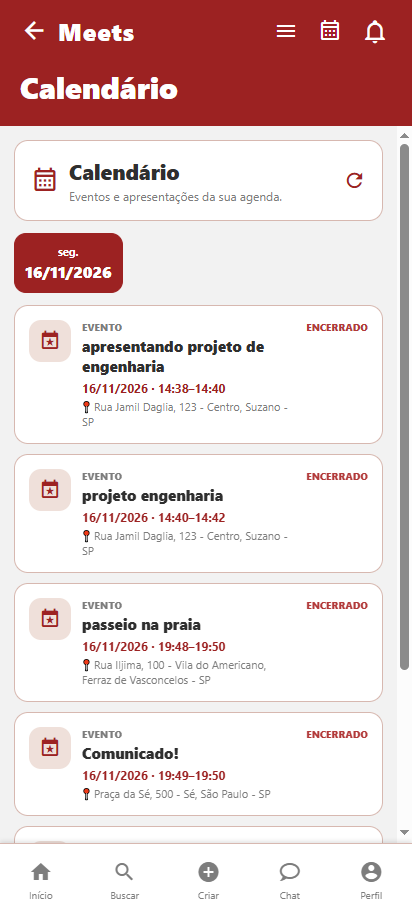 Meets
Calendário
Calendário
Eventos e apresentações da sua agenda.
seg.
16/11/2026
EVENTO
ENCERRADO
apresentando projeto de
engenharia
16/11/2026 · 14:38–14:40
📍 Rua Jamil Daglia, 123 - Centro, Suzano -
SP
EVENTO
ENCERRADO
projeto engenharia
16/11/2026 · 14:40–14:42
📍 Rua Jamil Daglia, 123 - Centro, Suzano -
SP
EVENTO
ENCERRADO
passeio na praia
16/11/2026 · 19:48–19:50
📍 Rua Iijima, 100 - Vila do Americano,
Ferraz de Vasconcelos - SP
EVENTO
ENCERRADO
Comunicado!
16/11/2026 · 19:49–19:50
📍 Praça da Sé, 500 - Sé, São Paulo - SP
Início
Buscar
Criar
Chat
Perfil